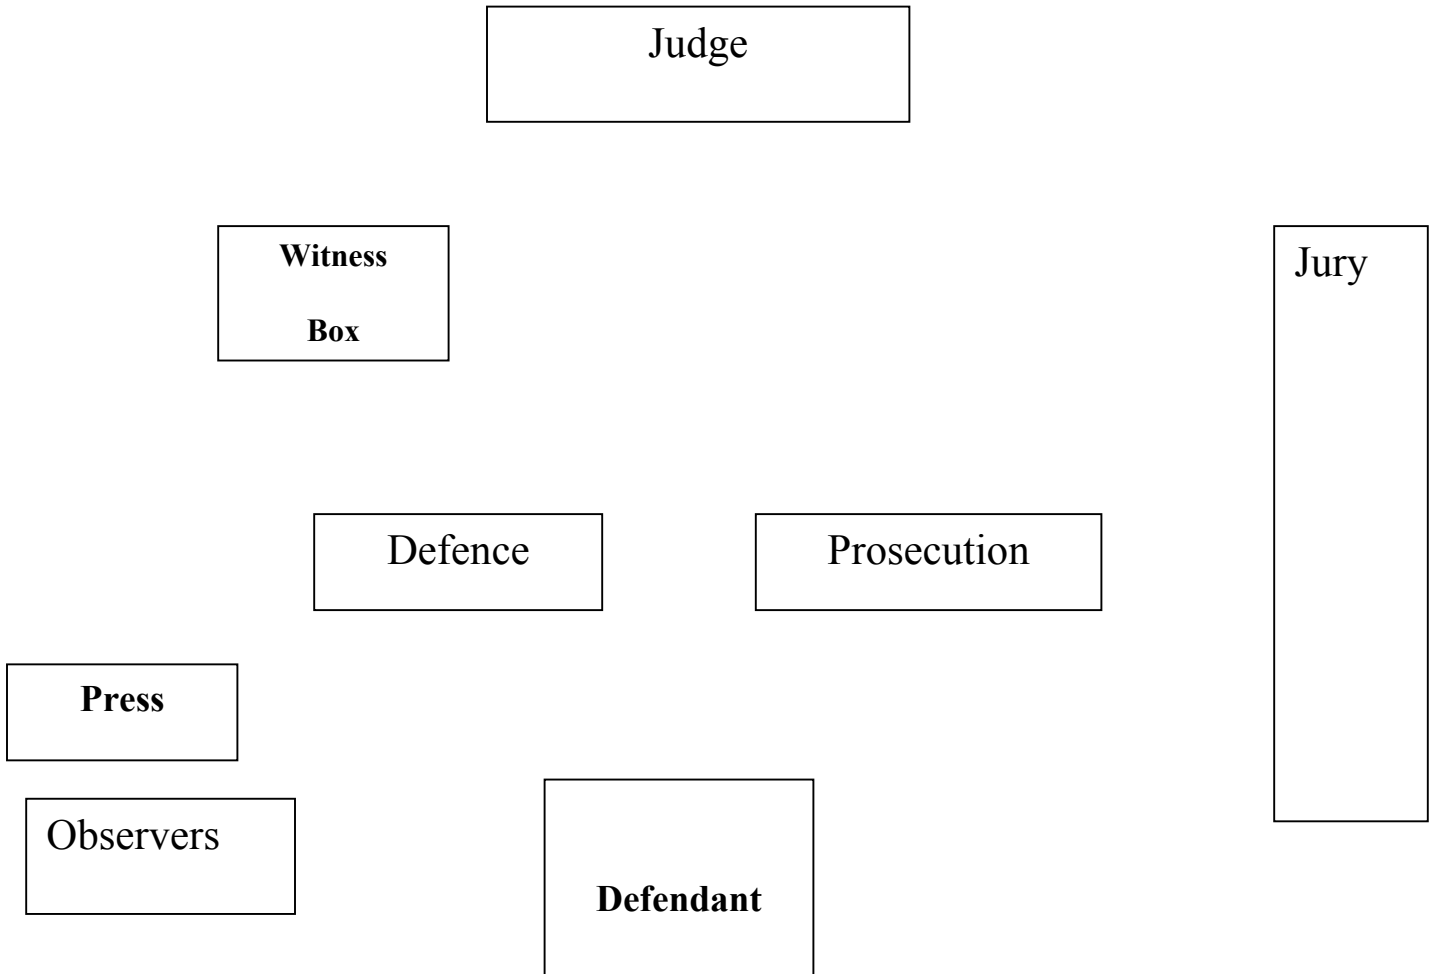 Judge
Witness
Box
Jury
Defence
Prosecution
Press
Observers
Defendant